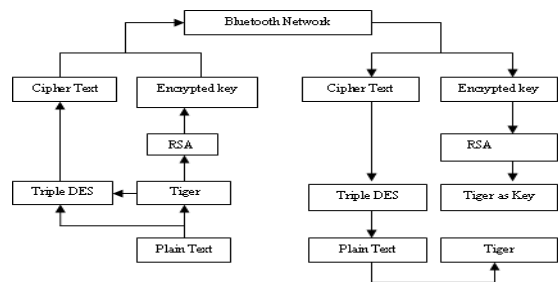 Bluetooth Network
Cipher Text
Encrypted key
Cipher Text
Encrypted key
RSA
RSA
Triple DES
Tiger
Triple DES
Tiger as Key
Plain Text
Plain Text
Tiger